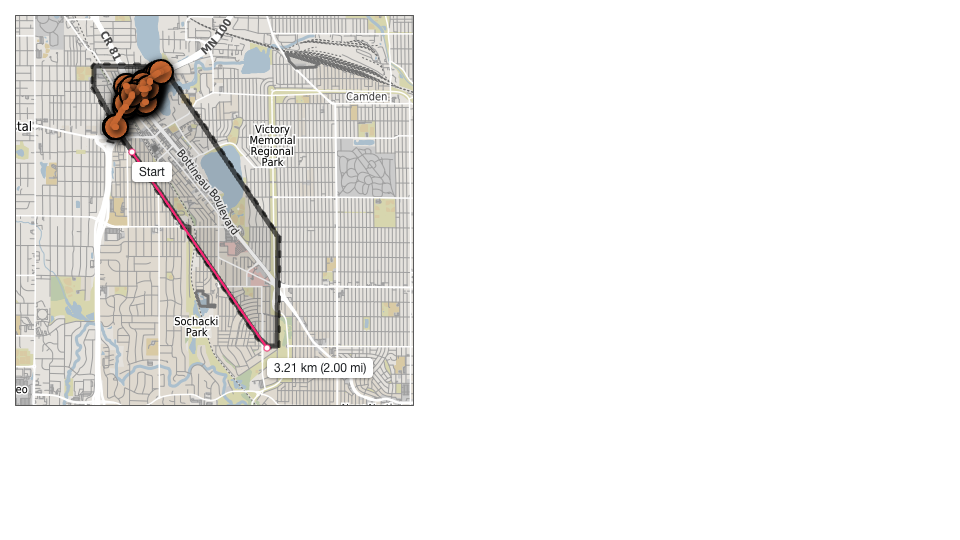 CR 81
MN 100
Camden
tal
Victory
Memorial
Regional
Park
Start
Bottineau Boulevard
Sochacki
Park
3.21 km (2.00 mi)
eo